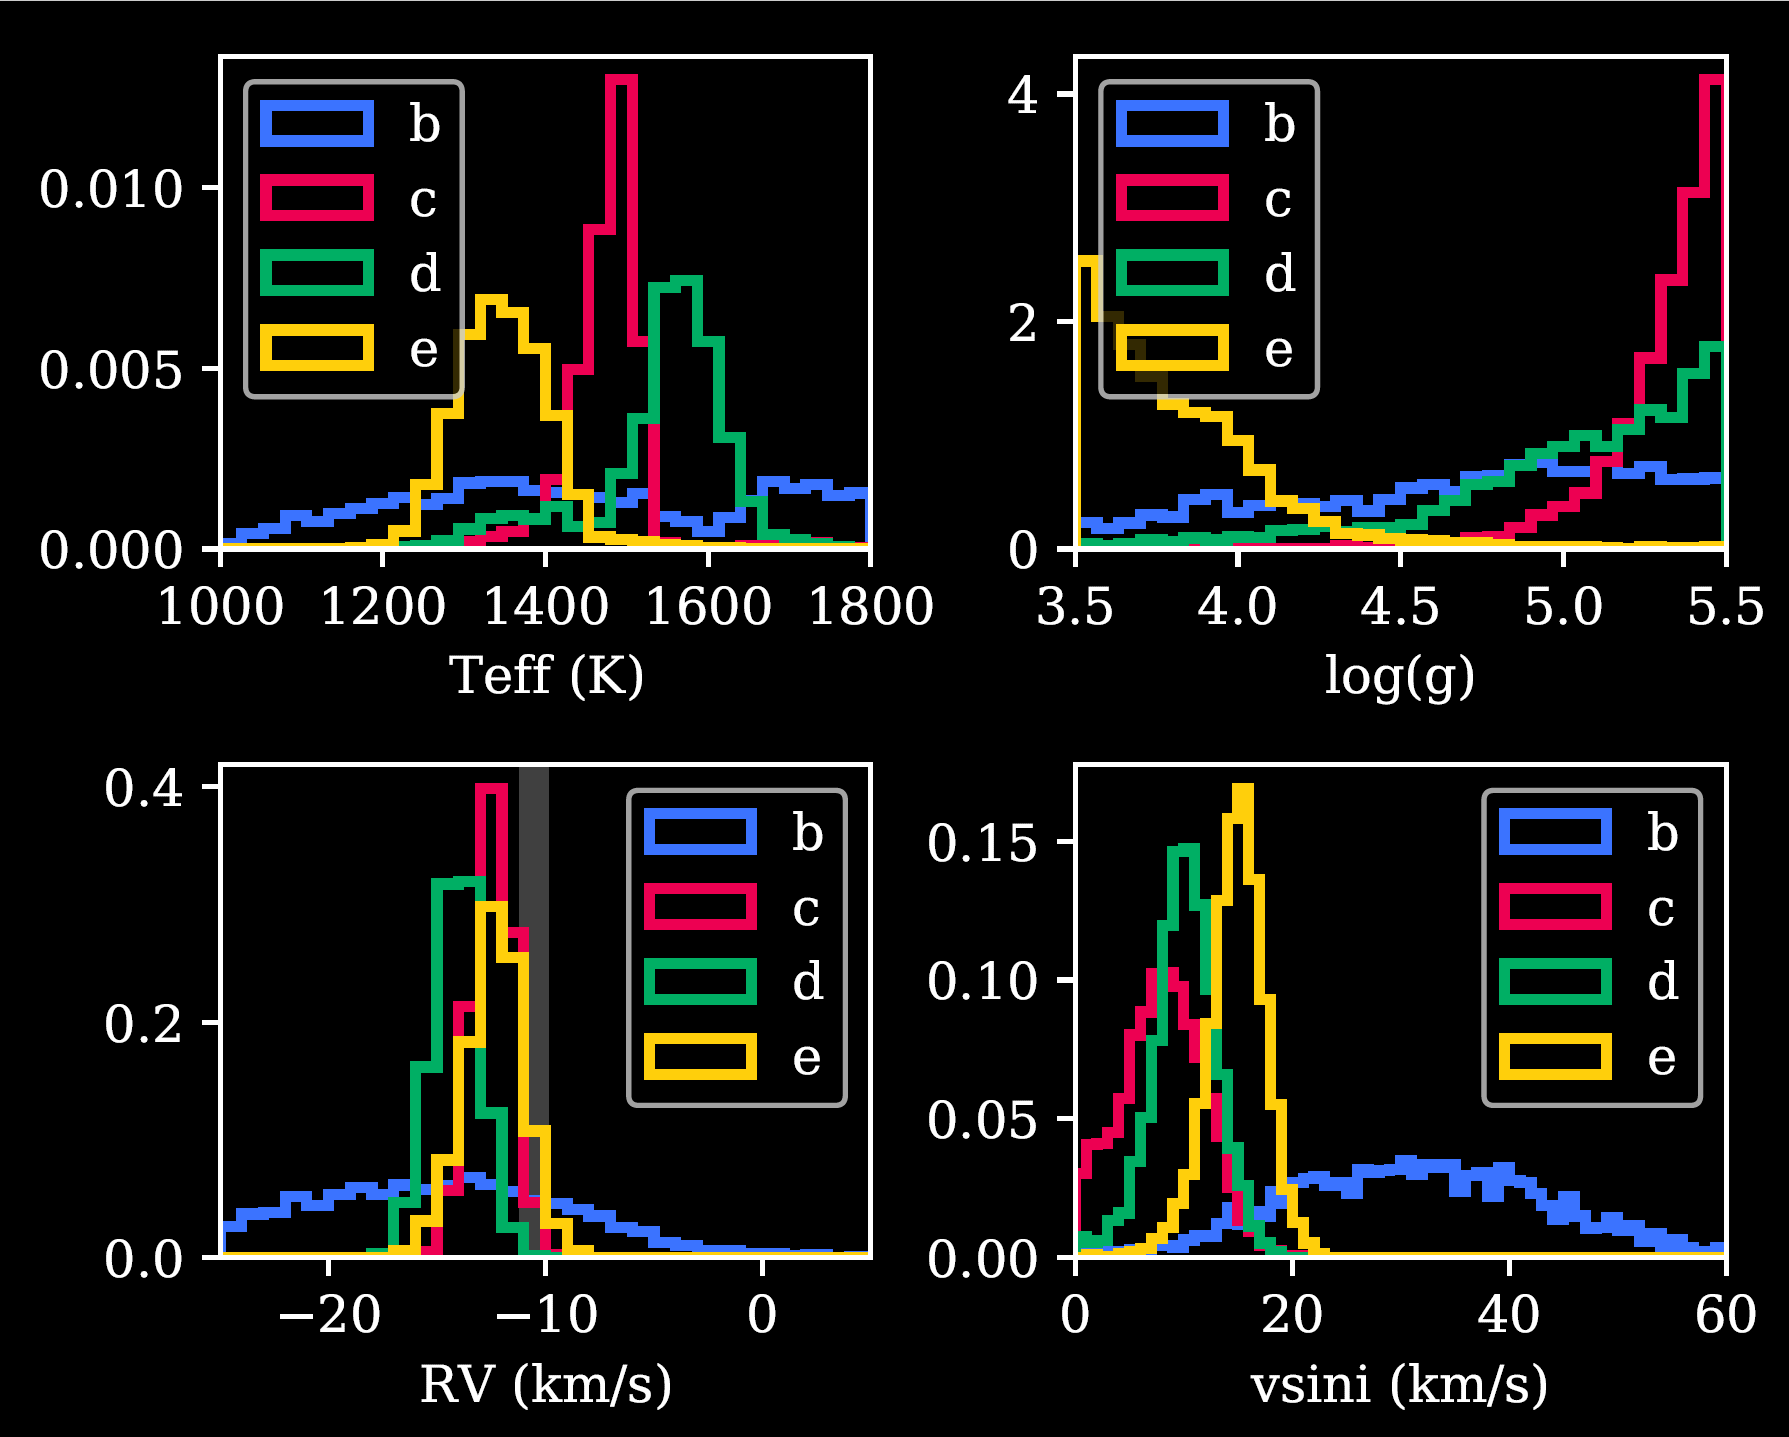 b
c
d
e
0.010
0.005
0.000
1000 1200 1400 1600 1800
Teff (K)
b
c
d
e
4
2
0
3.5 4.0 4.5 5.0 5.5
log(g)
b
c
d
e
0.4
0.2
0.0
−20 −10 0
RV (km/s)
b
c
d
e
0.15
0.10
0.05
0.00
0 20 40 60
vsini (km/s)